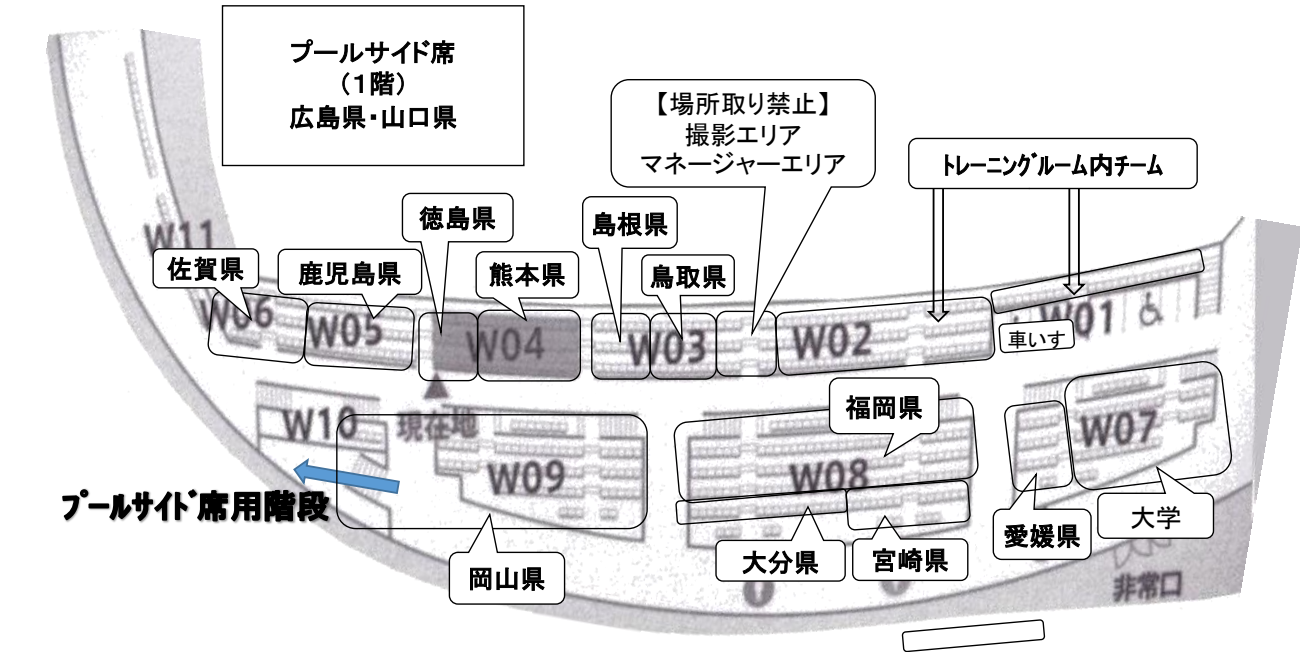 プールサイド席
(1階)
広島県・山口県
【場所取り禁止】
撮影エリア
マネージャーエリア
トレーニングルーム内チーム
徳島県
島根県
W11
佐賀県
鹿児島県
熊本県
鳥取県
W06
W05
W04
W03
W02
W01
車いす
福岡県
W10
現在地
W09
W08
W07
プールサイド席用階段
大学
愛媛県
大分県
宮崎県
岡山県
非常口